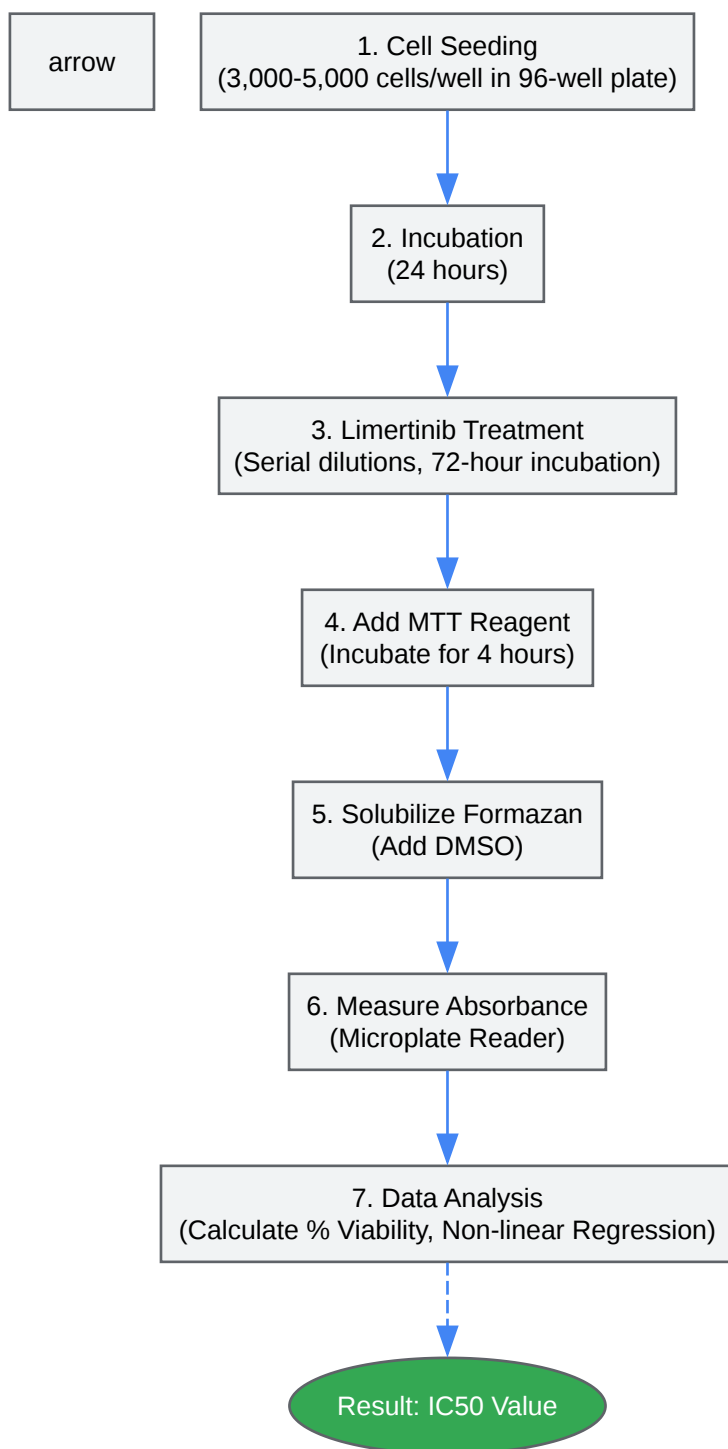 arrow
1. Cell Seeding
(3,000-5,000 cells/well in 96-well plate)
2. Incubation
(24 hours)
3. Limertinib Treatment
(Serial dilutions, 72-hour incubation)
4. Add MTT Reagent
(Incubate for 4 hours)
5. Solubilize Formazan
(Add DMSO)
6. Measure Absorbance
(Microplate Reader)
7. Data Analysis
(Calculate % Viability, Non-linear Regression)
Result: IC50 Value